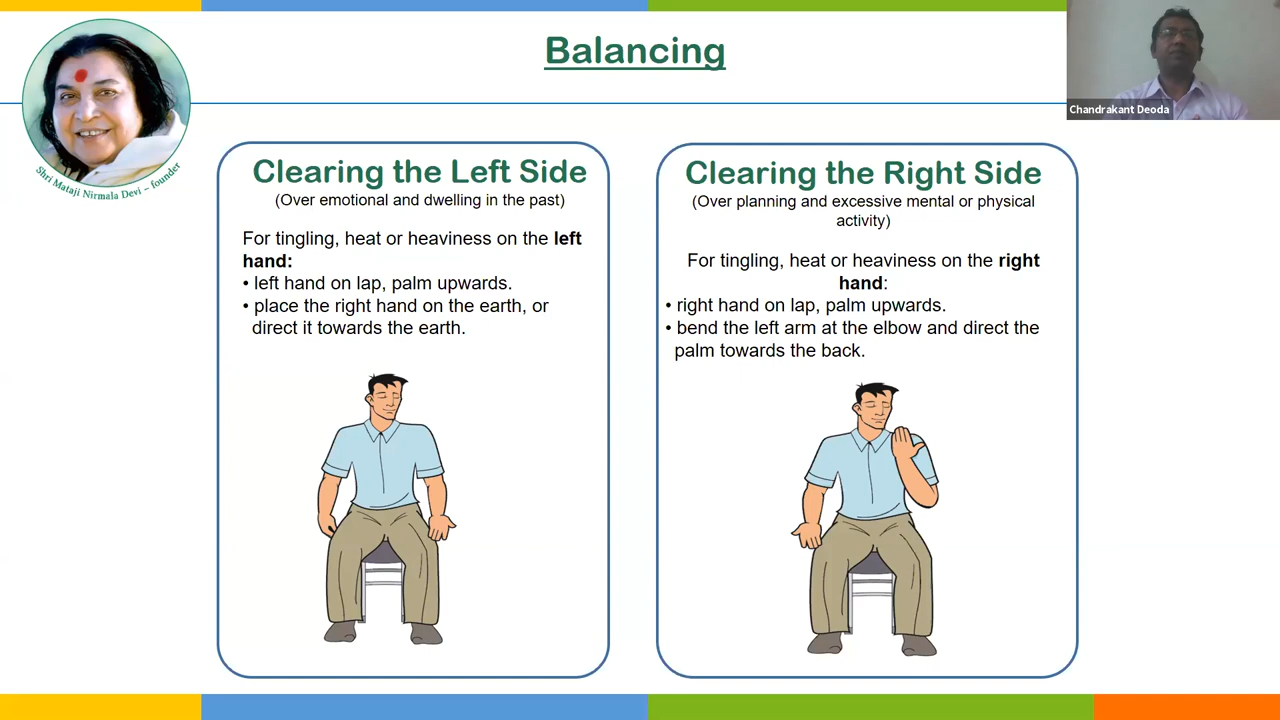 Balancing
Chandrakant Deoda
Shri Mataji Nirmala Devi – founder
Clearing the Left Side
(Over emotional and dwelling in the past)
For tingling, heat or heaviness on the left
hand:
• left hand on lap, palm upwards.
• place the right hand on the earth, or
direct it towards the earth.
Clearing the Right Side
(Over planning and excessive mental or physical
activity)
For tingling, heat or heaviness on the right
hand:
• right hand on lap, palm upwards.
• bend the left arm at the elbow and direct the
palm towards the back.